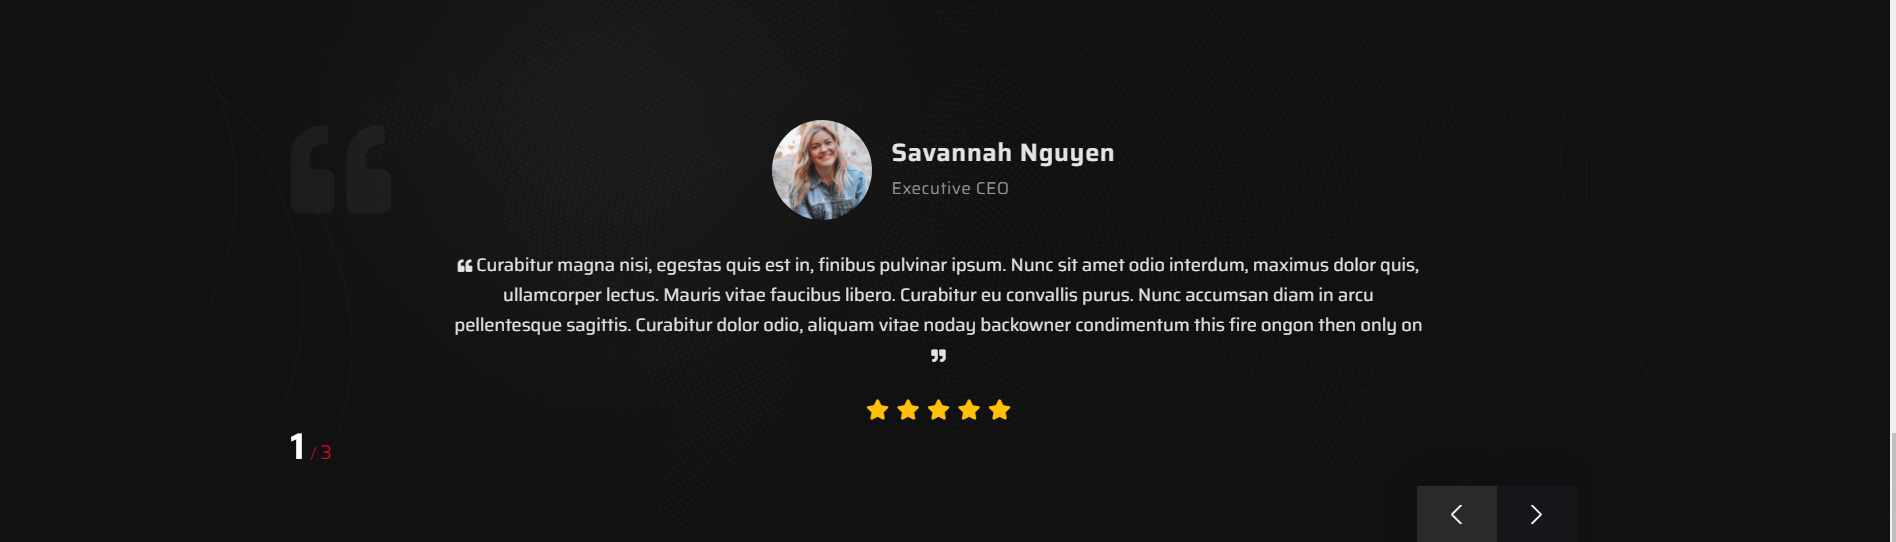 Savannah Nguyen
Executive CEO
“ Curabitur magna nisi, egestas quis est in, finibus pulvinar ipsum. Nunc sit amet odio interdum, maximus dolor quis,
ullamcorper lectus. Mauris vitae faucibus libero. Curabitur eu convallis purus. Nunc accumsan diam in arcu
pellentesque sagittis. Curabitur dolor odio, aliquam vitae noday backowner condimentum this fire ongon then only on
”
1 / 3